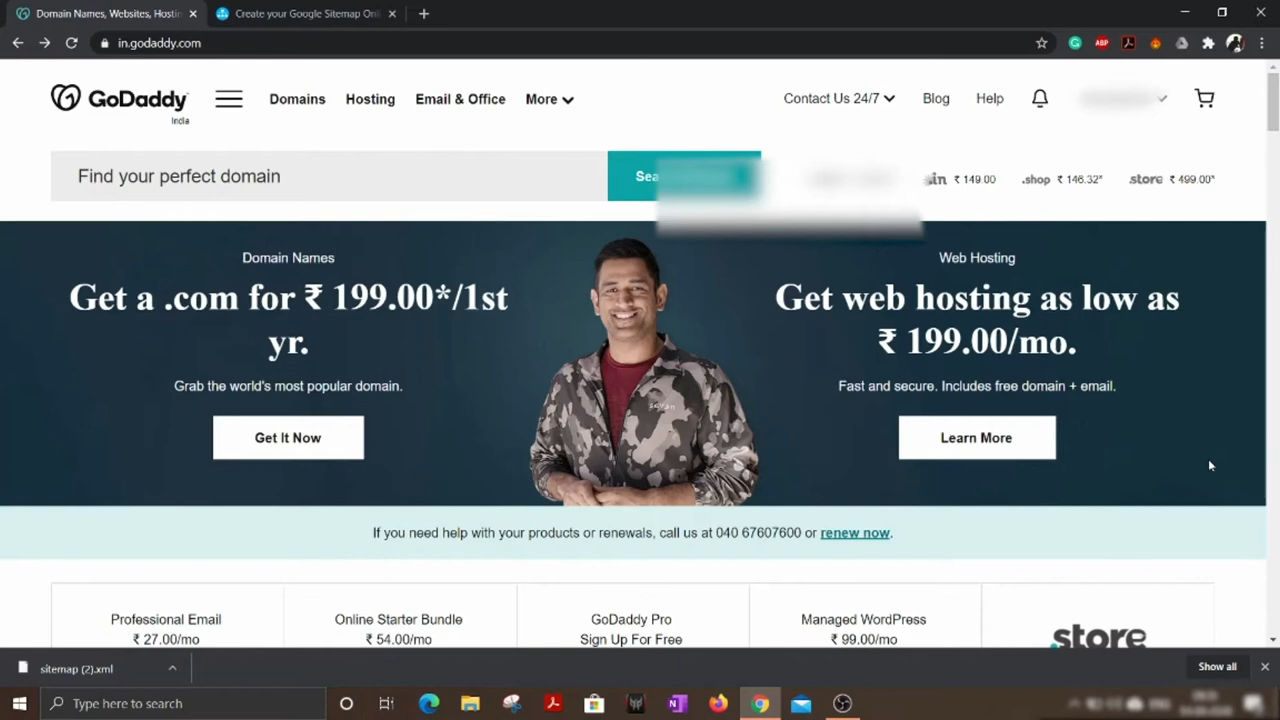 Domain Names, Websites, Hostin
Create your Google Sitemap Onl
in.godaddy.com
ABP
GoDaddy
India
Domains
Hosting
Email & Office
More
Contact Us 24/7
Blog
Help
Find your perfect domain
Sea
.in ₹ 149.00
.shop ₹ 146.32*
.store ₹ 499.00*
Domain Names
Get a .com for ₹ 199.00*/1st
yr.
Grab the world's most popular domain.
Get It Now
Web Hosting
Get web hosting as low as
₹ 199.00/mo.
Fast and secure. Includes free domain + email.
Learn More
If you need help with your products or renewals, call us at 040 67607600 or renew now.
Professional Email
₹ 27.00/mo
Online Starter Bundle
₹ 54.00/mo
GoDaddy Pro
Sign Up For Free
Managed WordPress
₹ 99.00/mo
.store
sitemap (2).xml
Show all
Type here to search